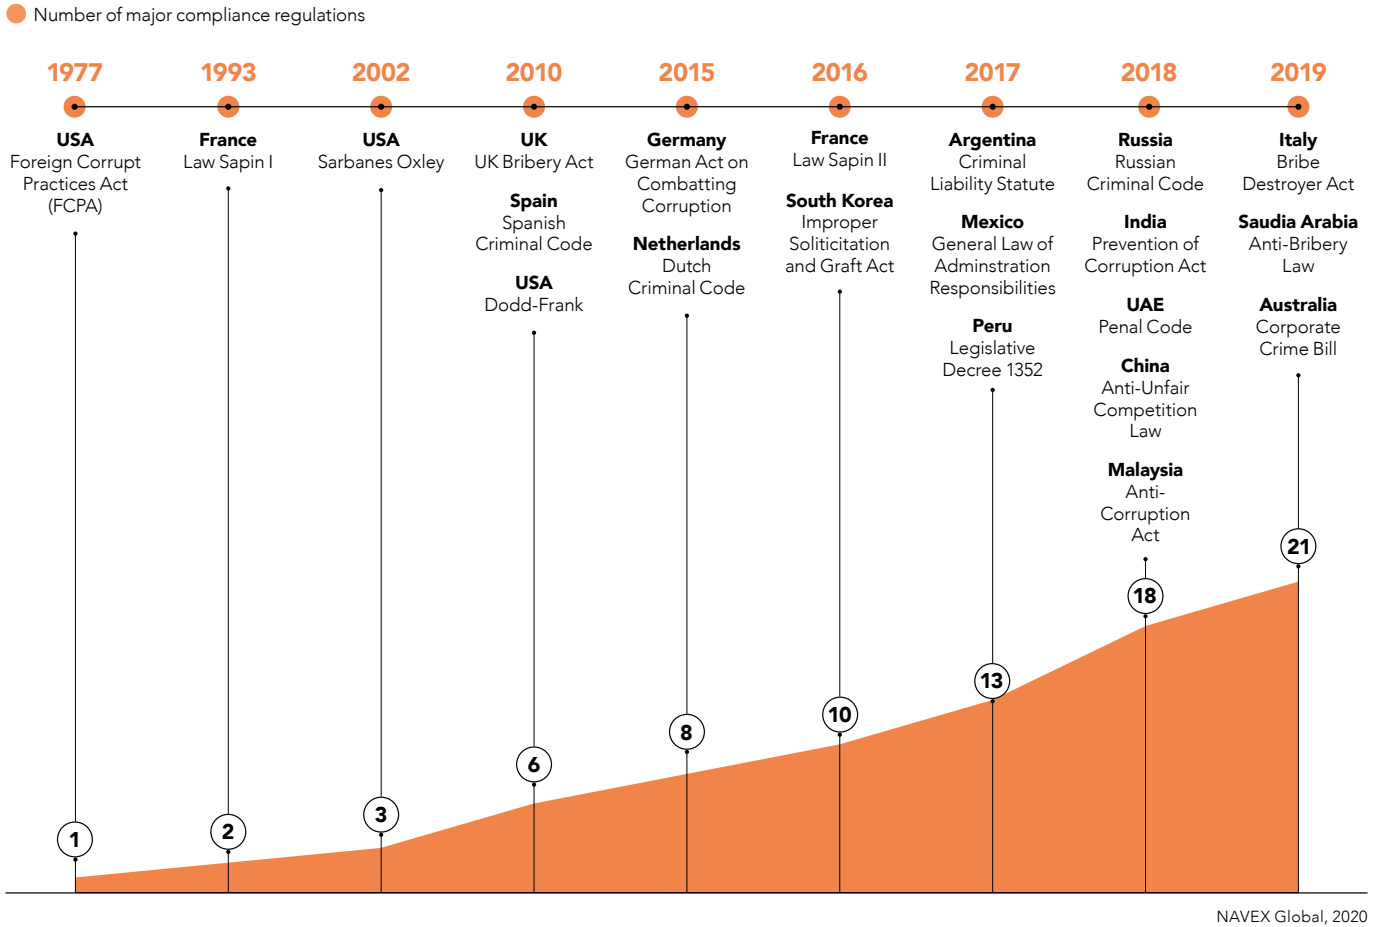 Number of major compliance regulations
1977
1993
2002
2010
2015
2016
2017
2018
2019
USA
Foreign Corrupt
Practices Act
(FCPA)
France
Law Sapin I
USA
Sarbanes Oxley
UK
UK Bribery Act
Spain
Spanish
Criminal Code
USA
Dodd-Frank
Germany
German Act on
Combatting
Corruption
Netherlands
Dutch
Criminal Code
France
Law Sapin II
South Korea
Improper
Soliticitation
and Graft Act
Argentina
Criminal
Liability Statute
Mexico
General Law of
Adminstration
Responsibilities
Peru
Legislative
Decree 1352
Russia
Russian
Criminal Code
India
Prevention of
Corruption Act
UAE
Penal Code
China
Anti-Unfair
Competition
Law
Malaysia
Anti-
Corruption
Act
Italy
Bribe
Destroyer Act
Saudia Arabia
Anti-Bribery
Law
Australia
Corporate
Crime Bill
1
2
3
6
8
10
13
18
21
NAVEX Global, 2020